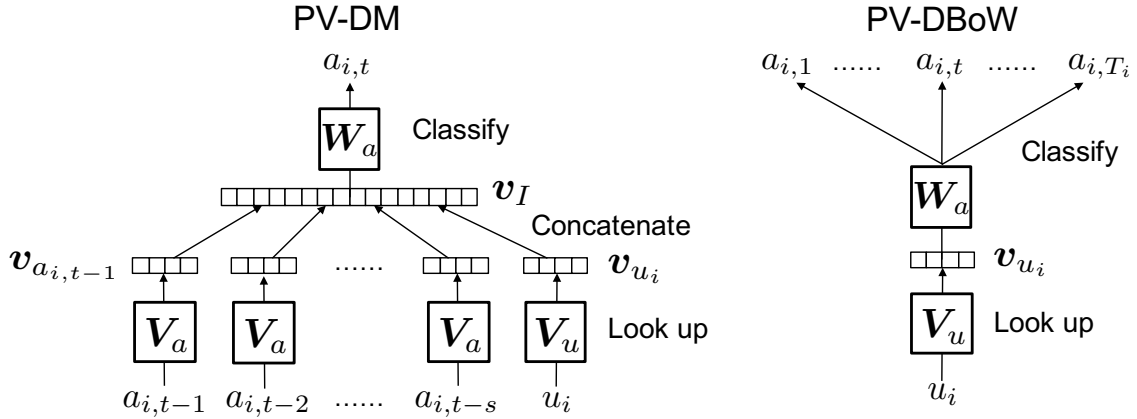 PV-DM
a_{i,t}
W_a
Classify
v_I
Concatenate
v_{a_{i,t-1}} ...... v_{u_i}
V_a V_a V_a V_u Look up
a_{i,t-1} a_{i,t-2} ...... a_{i,t-s} u_i
PV-DBoW
a_{i,1} ...... a_{i,t} ...... a_{i,T_i}
Classify
W_a
v_{u_i}
V_u Look up
u_i